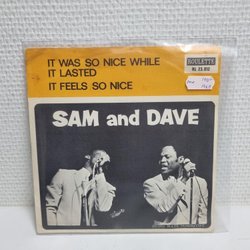 IT WAS SO NICE WHILE
IT LASTED
IT FEELS SO NICE
ROULETTE
SAM and DAVE